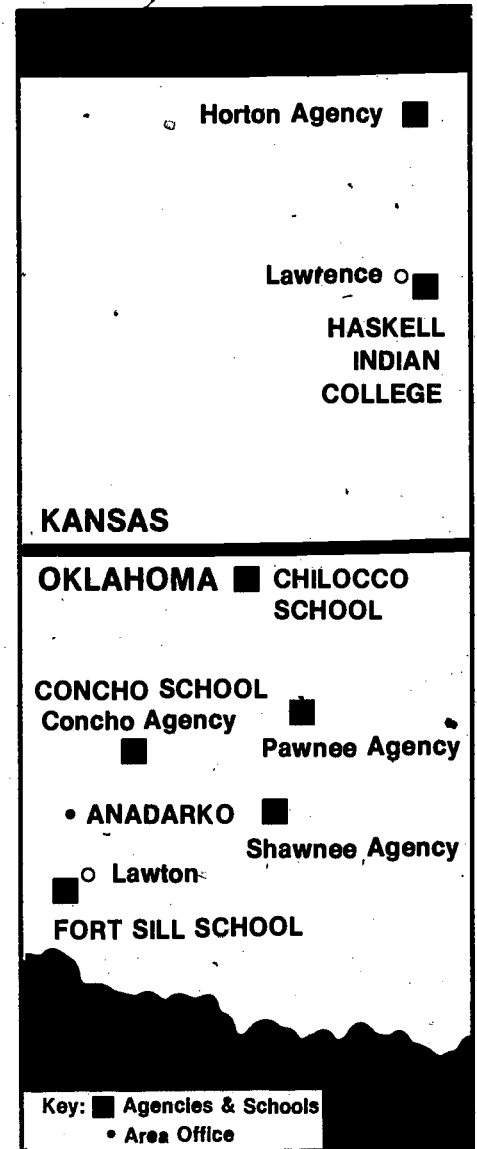 Horton Agency
Lawrence
HASKELL
INDIAN
COLLEGE
KANSAS
OKLAHOMA
CHILOCCO
SCHOOL
CONCHO SCHOOL
Concho Agency
Pawnee Agency
ANADARKO
Shawnee Agency
Lawton
FORT SILL SCHOOL
Key: ■ Agencies & Schools
• Area Office